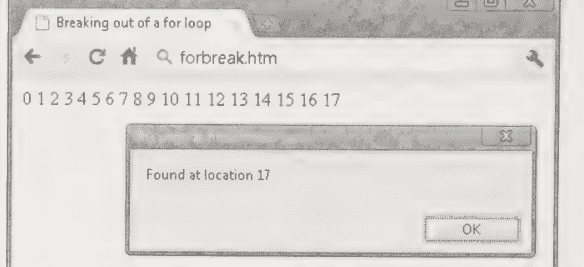 Breaking out of a for loop
forbreak.htm
0 1 2 3 4 5 6 7 8 9 10 11 12 13 14 15 16 17
Found at location 17
OK